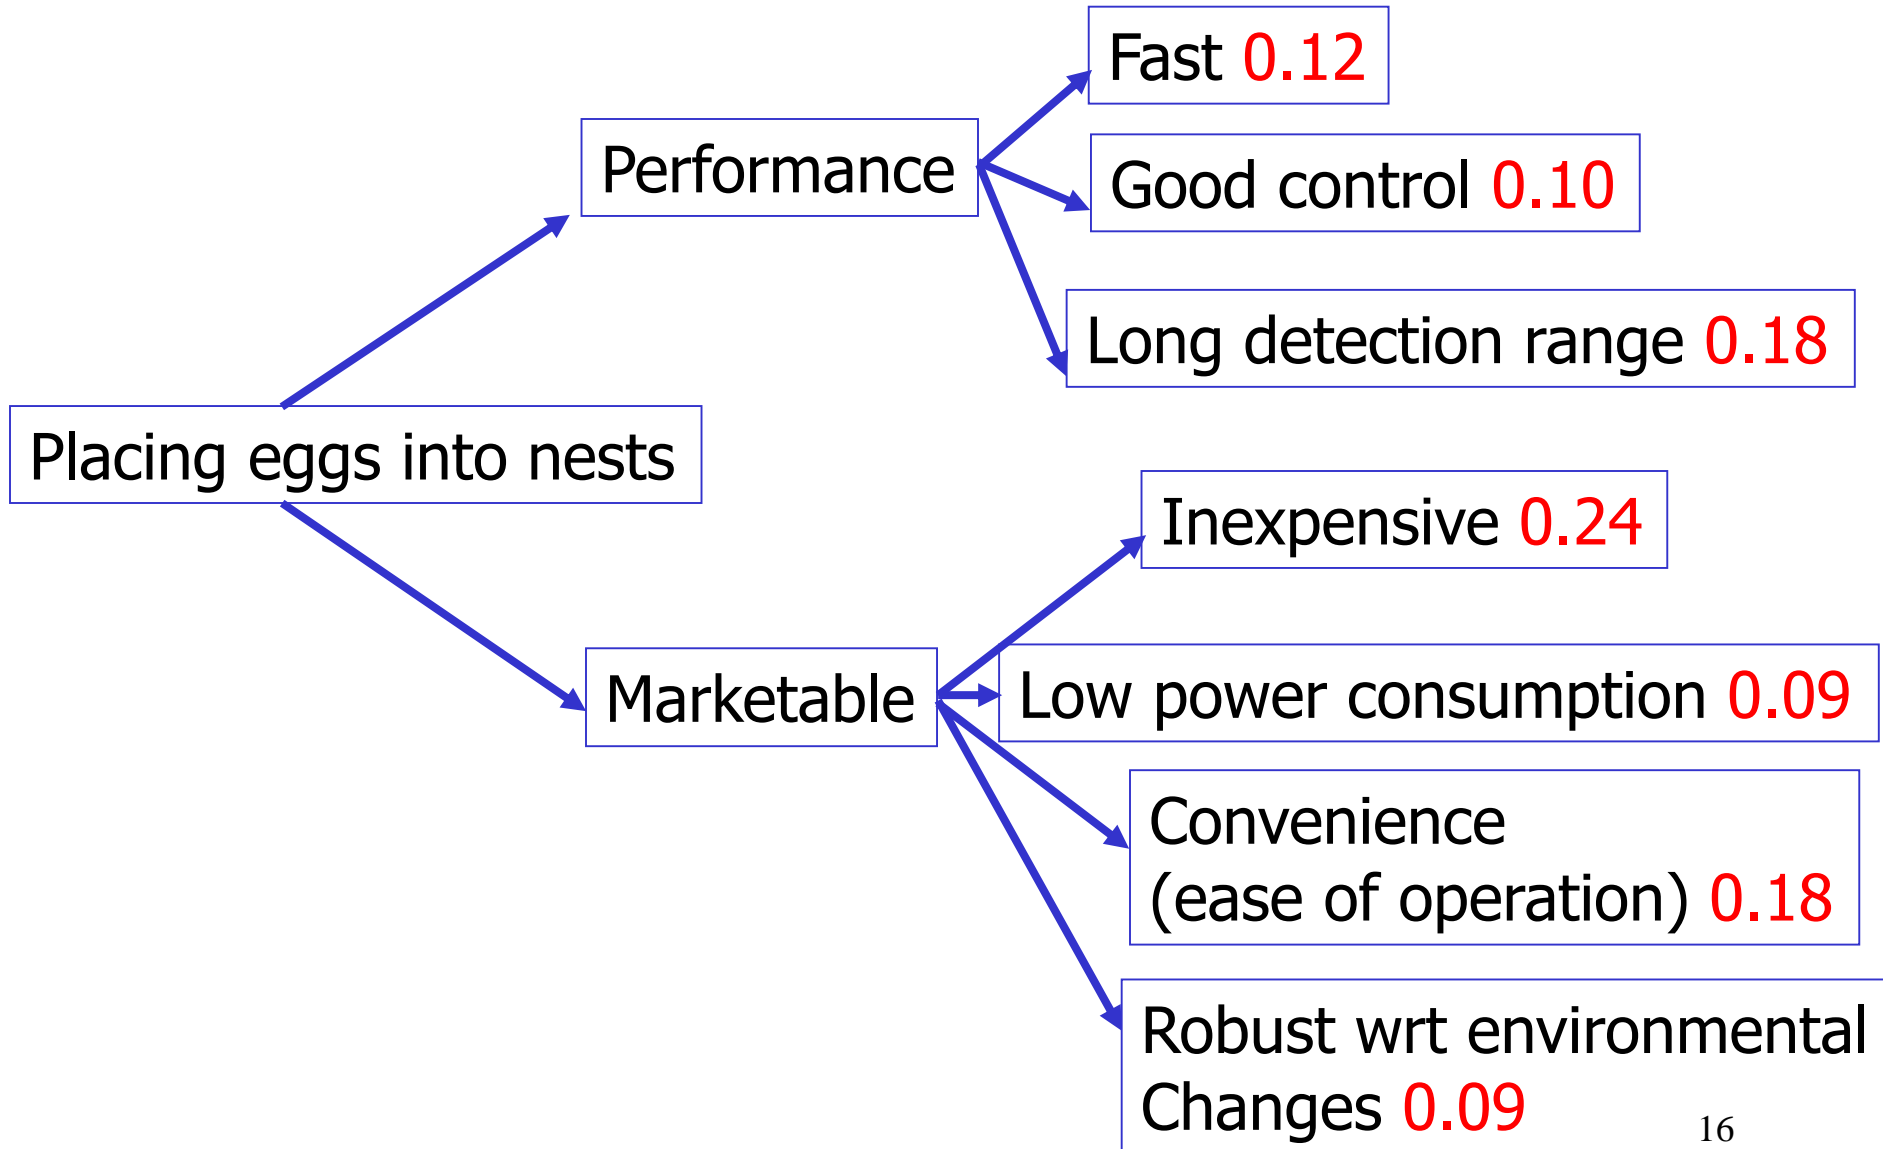 Fast 0.12
Performance
Good control 0.10
Long detection range 0.18
Placing eggs into nests
Inexpensive 0.24
Marketable
Low power consumption 0.09
Convenience
(ease of operation) 0.18
Robust wrt environmental
Changes 0.09
16